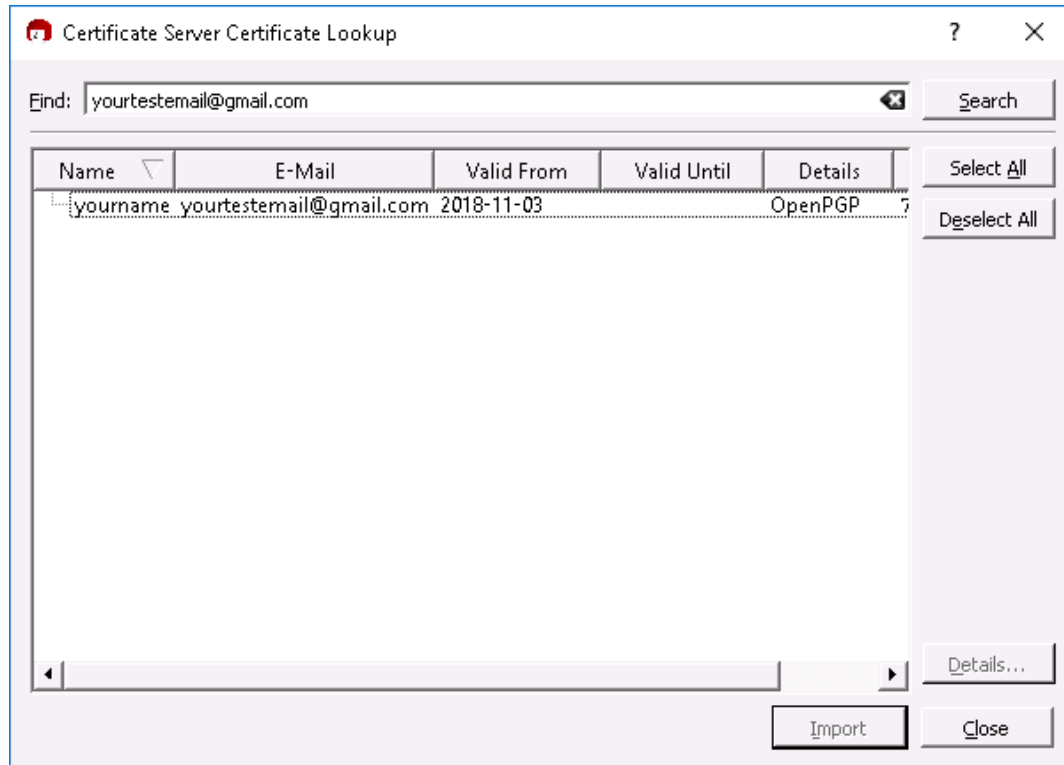 Certificate Server Certificate Lookup ?
Find: yourtestemail@gmail.com Search
Name E-Mail Valid From Valid Until Details Select All
yourname yourtestemail@gmail.com 2018-11-03 OpenPGP
Deselect All
Details...
Import Close